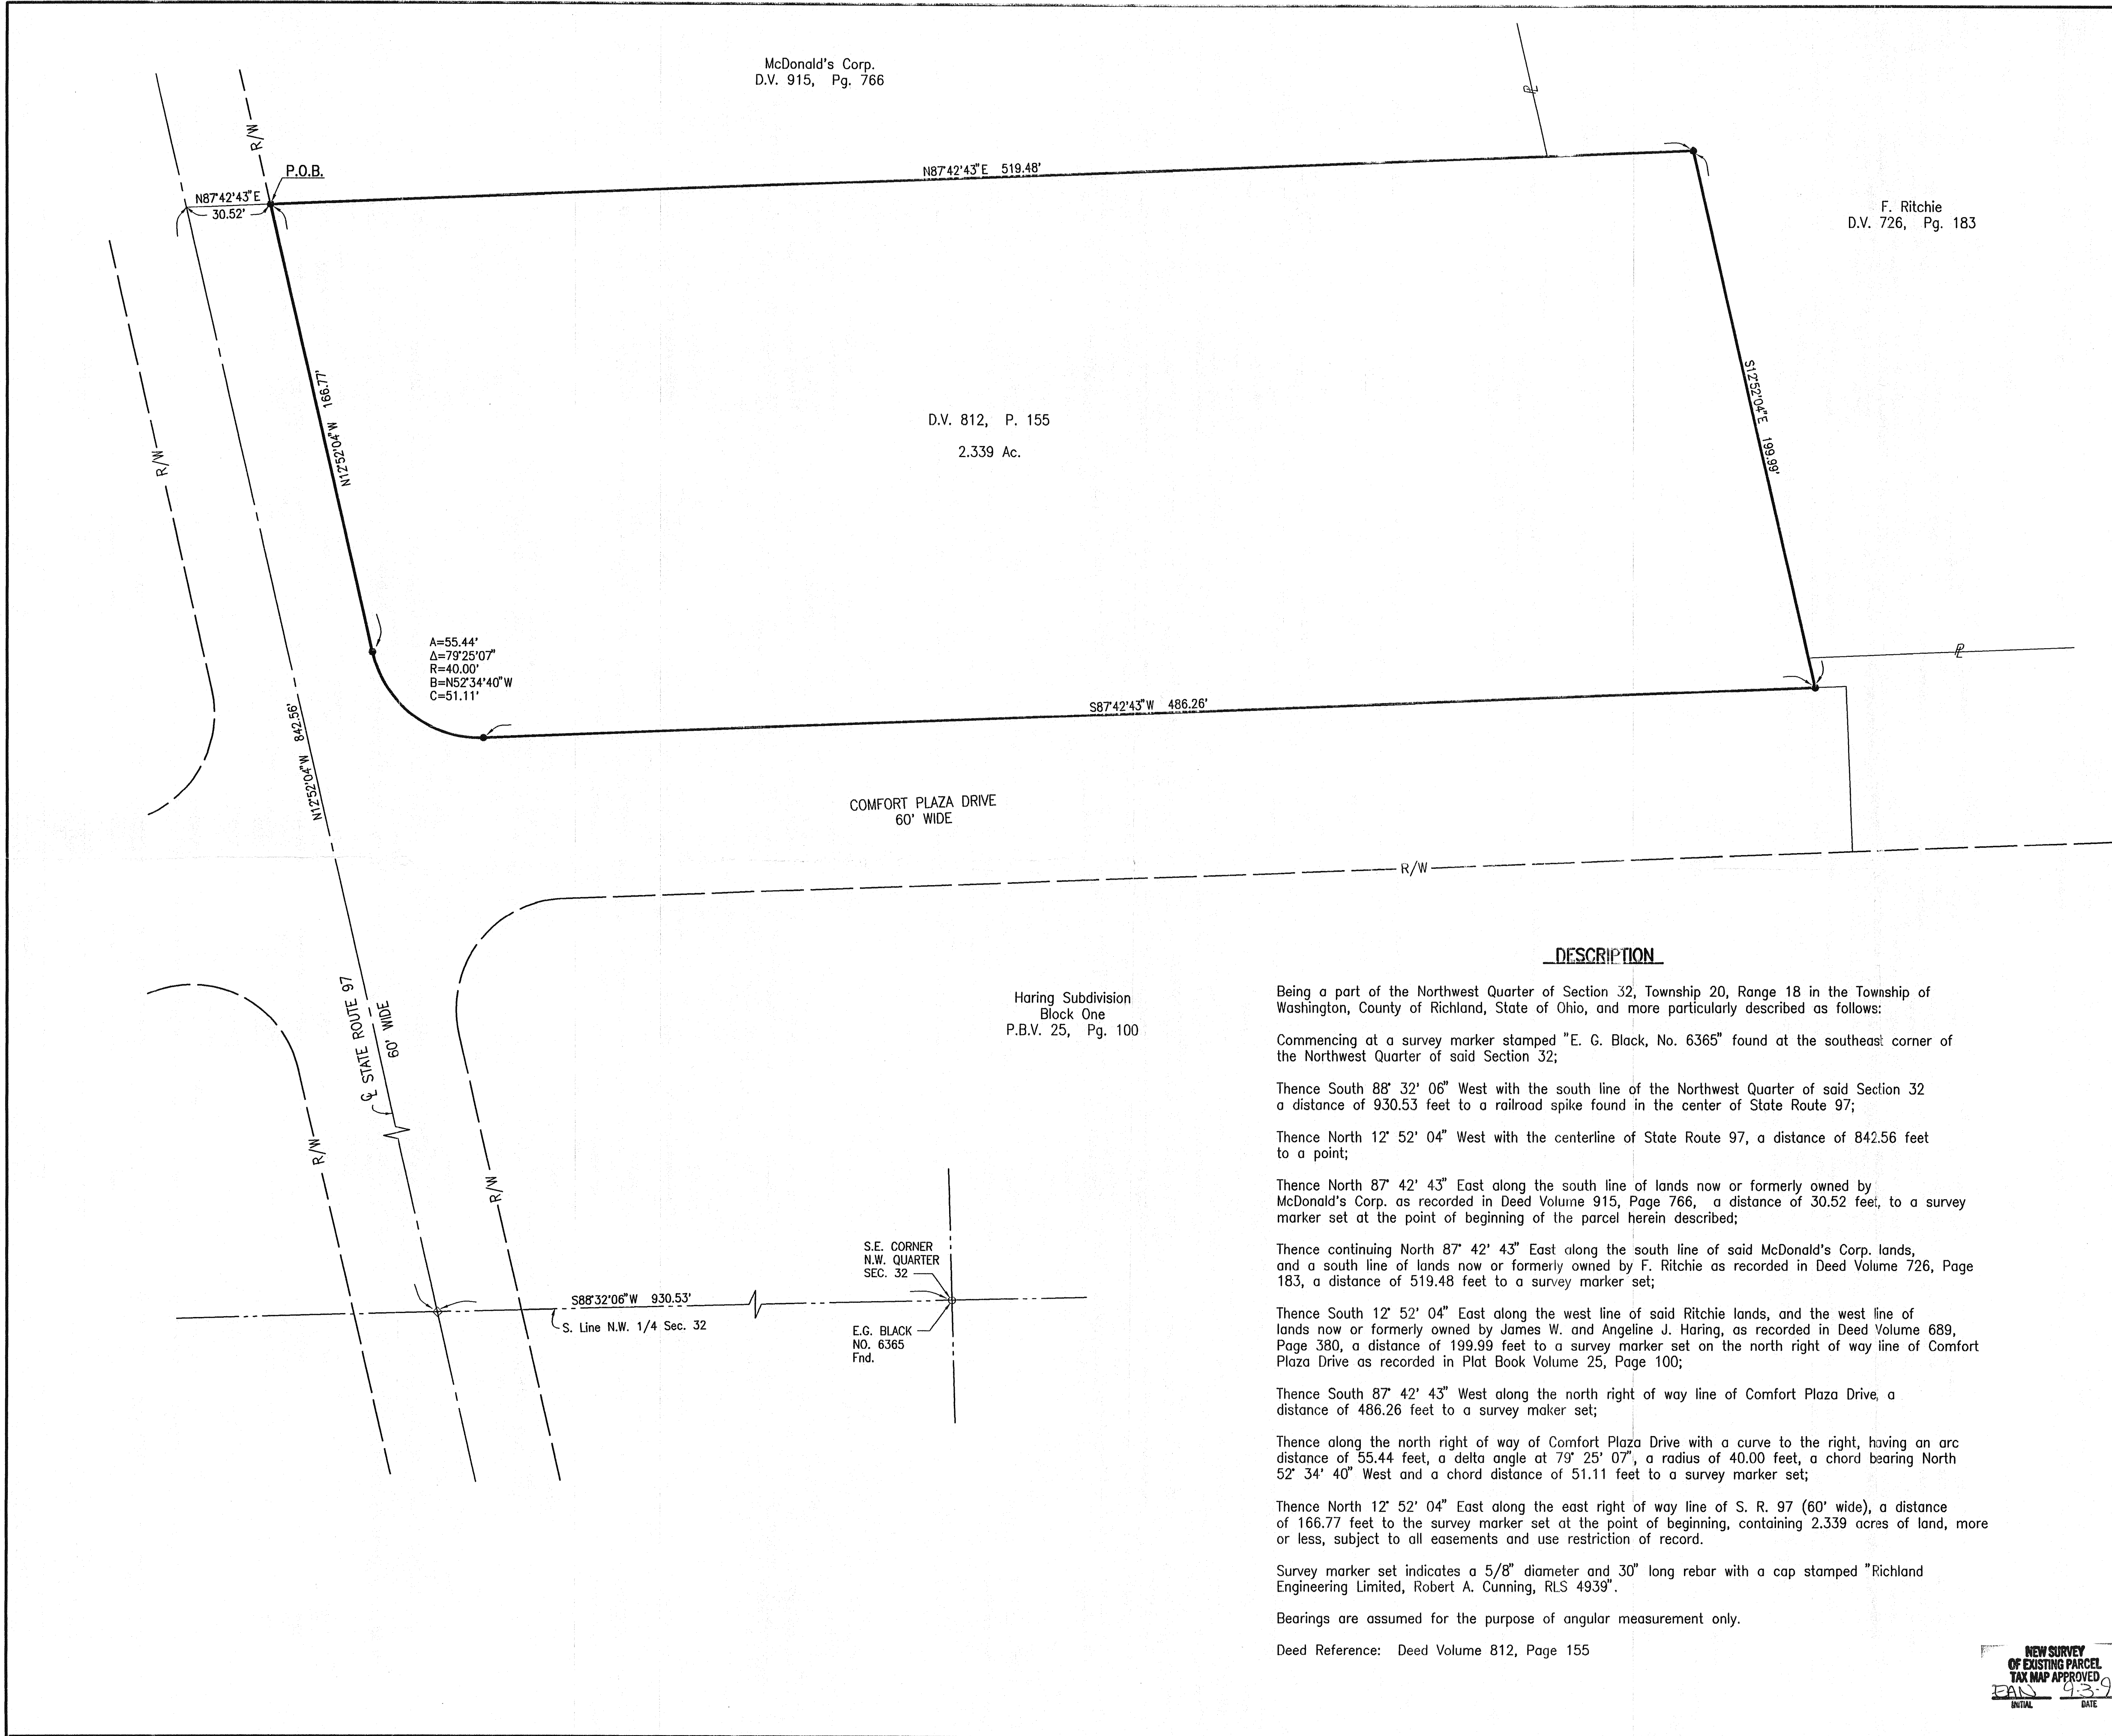 McDonald's Corp.
D.V. 915, Pg. 766
R/W
P.O.B.
N87°42'43"E
30.52'
N87°42'43"E 519.48'
P/L
F. Ritchie
D.V. 726, Pg. 183
R/W
N12°52'04"W 166.77'
S12°52'04"E 199.99'
D.V. 812, P. 155
2.339 Ac.
A=55.44'
Δ=79°25'07"
R=40.00'
B=N52°34'40"W
C=51.11'
P/L
S87°42'43"W 486.26'
N12°52'04"W 842.56'
COMFORT PLAZA DRIVE
60' WIDE
R/W
C/L STATE ROUTE 97
60' WIDE
Haring Subdivision
Block One
P.B.V. 25, Pg. 100
R/W
R/W
S.E. CORNER
N.W. QUARTER
SEC. 32
S88°32'06"W 930.53'
S. Line N.W. 1/4 Sec. 32
E.G. BLACK
NO. 6365
Fnd.
DESCRIPTION
Being a part of the Northwest Quarter of Section 32, Township 20, Range 18 in the Township of
Washington, County of Richland, State of Ohio, and more particularly described as follows:
Commencing at a survey marker stamped "E. G. Black, No. 6365" found at the southeast corner of
the Northwest Quarter of said Section 32;
Thence South 88° 32' 06" West with the south line of the Northwest Quarter of said Section 32
a distance of 930.53 feet to a railroad spike found in the center of State Route 97;
Thence North 12° 52' 04" West with the centerline of State Route 97, a distance of 842.56 feet
to a point;
Thence North 87° 42' 43" East along the south line of lands now or formerly owned by
McDonald's Corp. as recorded in Deed Volume 915, Page 766, a distance of 30.52 feet, to a survey
marker set at the point of beginning of the parcel herein described;
Thence continuing North 87° 42' 43" East along the south line of said McDonald's Corp. lands,
and a south line of lands now or formerly owned by F. Ritchie as recorded in Deed Volume 726, Page
183, a distance of 519.48 feet to a survey marker set;
Thence South 12° 52' 04" East along the west line of said Ritchie lands, and the west line of
lands now or formerly owned by James W. and Angeline J. Haring, as recorded in Deed Volume 689,
Page 380, a distance of 199.99 feet to a survey marker set on the north right of way line of Comfort
Plaza Drive as recorded in Plat Book Volume 25, Page 100;
Thence South 87° 42' 43" West along the north right of way line of Comfort Plaza Drive, a
distance of 486.26 feet to a survey maker set;
Thence along the north right of way of Comfort Plaza Drive with a curve to the right, having an arc
distance of 55.44 feet, a delta angle at 79° 25' 07", a radius of 40.00 feet, a chord bearing North
52° 34' 40" West and a chord distance of 51.11 feet to a survey marker set;
Thence North 12° 52' 04" East along the east right of way line of S. R. 97 (60' wide), a distance
of 166.77 feet to the survey marker set at the point of beginning, containing 2.339 acres of land, more
or less, subject to all easements and use restriction of record.
Survey marker set indicates a 5/8" diameter and 30" long rebar with a cap stamped "Richland
Engineering Limited, Robert A. Cunning, RLS 4939".
Bearings are assumed for the purpose of angular measurement only.
Deed Reference: Deed Volume 812, Page 155
NEW SURVEY
OF EXISTING PARCEL
TAX MAP APPROVED
EAN 9-3-9
INITIAL DATE